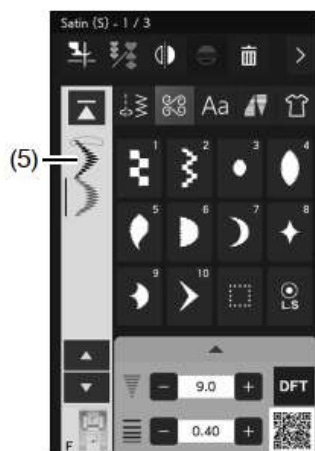 Satin (S) - 1 / 3
Aa
(5)
1 2 3 4
5 6 7 8
9 10
L.S
- 9.0 + DFT
- 0.40 +
F